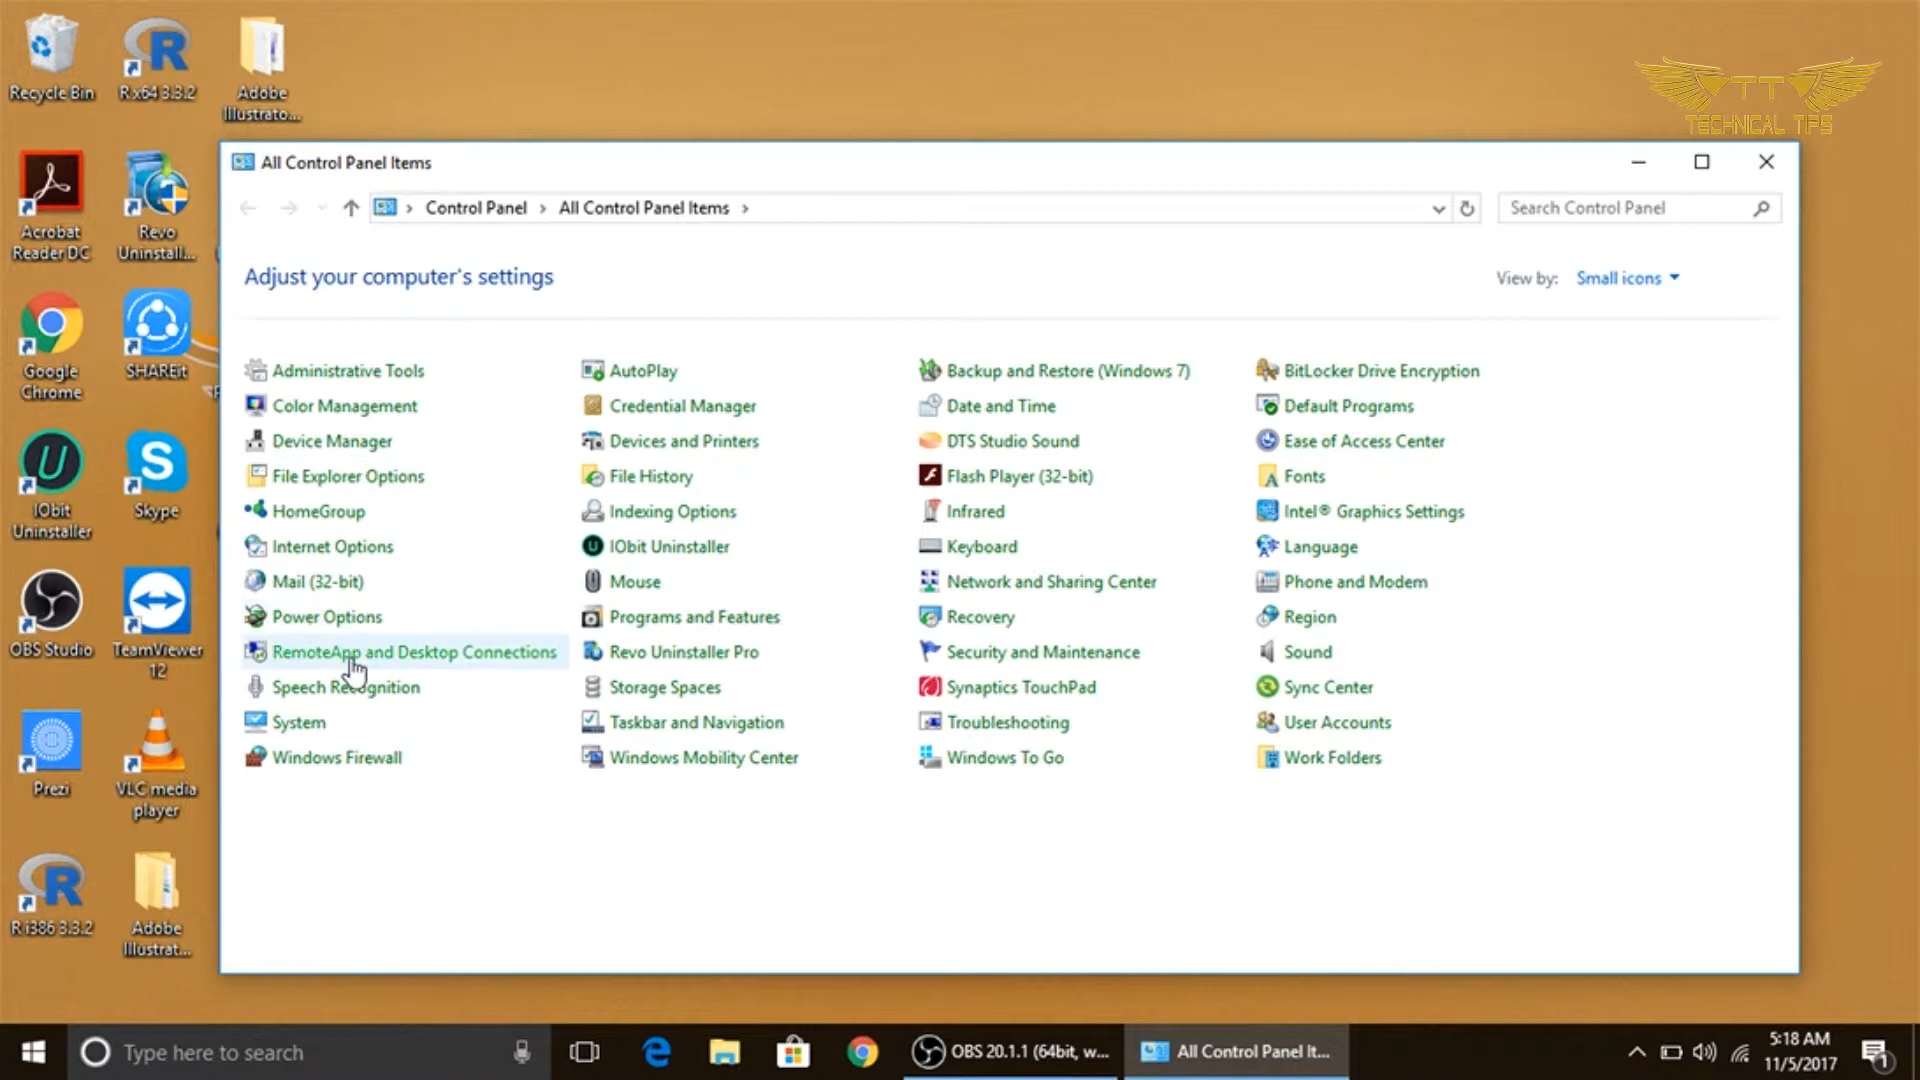 Recycle Bin
R x64 3.3.2
Adobe
Illustrato...
TT
TECHNICAL TIPS
Acrobat
Reader DC
Revo
Uninstall...
Google
Chrome
SHAREit
IObit
Uninstaller
Skype
OBS Studio
TeamViewer
12
Prezi
VLC media
player
R i386 3.3.2
Adobe
Illustrat...
All Control Panel Items
Control Panel > All Control Panel Items >
Search Control Panel
Adjust your computer's settings
View by: Small icons
Administrative Tools
AutoPlay
Backup and Restore (Windows 7)
BitLocker Drive Encryption
Color Management
Credential Manager
Date and Time
Default Programs
Device Manager
Devices and Printers
DTS Studio Sound
Ease of Access Center
File Explorer Options
File History
Flash Player (32-bit)
Fonts
HomeGroup
Indexing Options
Infrared
Intel® Graphics Settings
Internet Options
IObit Uninstaller
Keyboard
Language
Mail (32-bit)
Mouse
Network and Sharing Center
Phone and Modem
Power Options
Programs and Features
Recovery
Region
RemoteApp and Desktop Connections
Revo Uninstaller Pro
Security and Maintenance
Sound
Speech Recognition
Storage Spaces
Synaptics TouchPad
Sync Center
System
Taskbar and Navigation
Troubleshooting
User Accounts
Windows Firewall
Windows Mobility Center
Windows To Go
Work Folders
Type here to search
OBS 20.1.1 (64bit, w...
All Control Panel It...
5:18 AM
11/5/2017
1